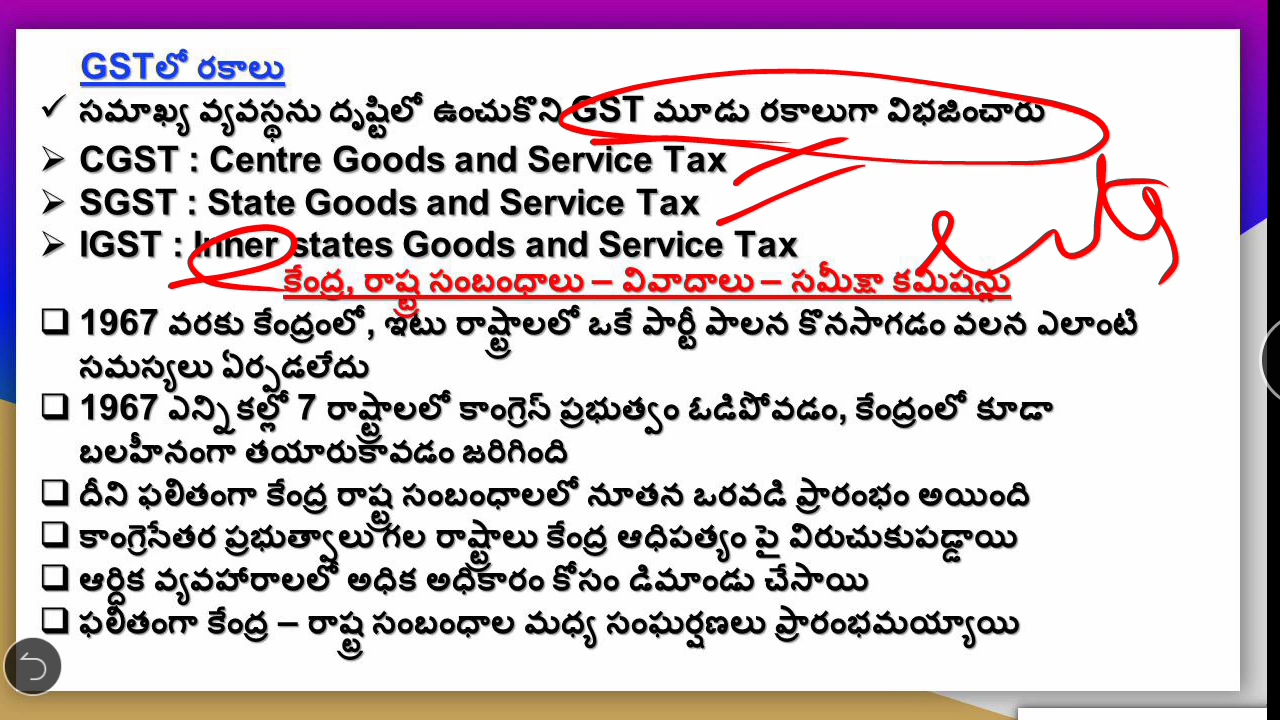 GSTలో రకాలు
✓ సమాఖ్య వ్యవస్థను దృష్టిలో ఉంచుకొని GST మూడు రకాలుగా విభజించారు
➢ CGST : Centre Goods and Service Tax
➢ SGST : State Goods and Service Tax
➢ IGST : Inner states Goods and Service Tax
కేంద్ర, రాష్ట్ర సంబంధాలు – వివాదాలు – సమీక్షా కమిషన్లు
❑ 1967 వరకు కేంద్రంలో, ఇటు రాష్ట్రాలలో ఒకే పార్టీ పాలన కొనసాగడం వలన ఎలాంటి
సమస్యలు ఏర్పడలేదు
❑ 1967 ఎన్నికల్లో 7 రాష్ట్రాలలో కాంగ్రెస్ ప్రభుత్వం ఓడిపోవడం, కేంద్రంలో కూడా
బలహీనంగా తయారుకావడం జరిగింది
❑ దీని ఫలితంగా కేంద్ర రాష్ట్ర సంబంధాలలో నూతన ఒరవడి ప్రారంభం అయింది
❑ కాంగ్రెసేతర ప్రభుత్వాలు గల రాష్ట్రాలు కేంద్ర ఆధిపత్యం పై విరుచుకుపడ్డాయి
❑ ఆర్ధిక వ్యవహారాలలో అధిక అధికారం కోసం డిమాండు చేసాయి
❑ ఫలితంగా కేంద్ర – రాష్ట్ర సంబంధాల మధ్య సంఘర్షణలు ప్రారంభమయ్యాయి